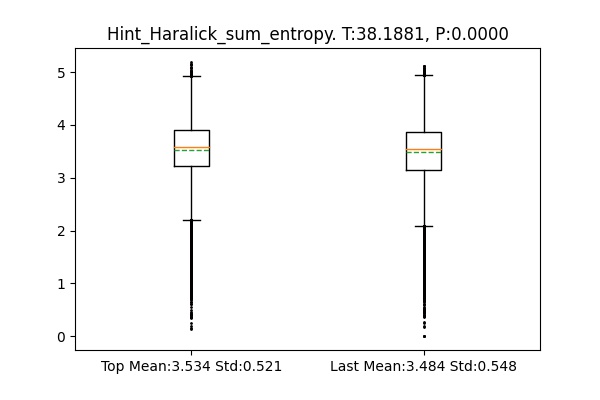 Hint_Haralick_sum_entropy. T:38.1881, P:0.0000
5
4
3
2
1
0
Top Mean:3.534 Std:0.521
Last Mean:3.484 Std:0.548